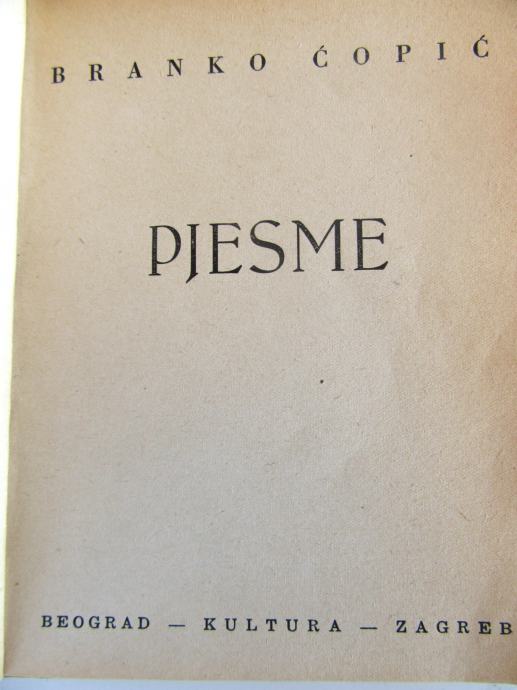 BRANKO ĆOPIĆ
PJESME
BEOGRAD — KULTURA — ZAGREB